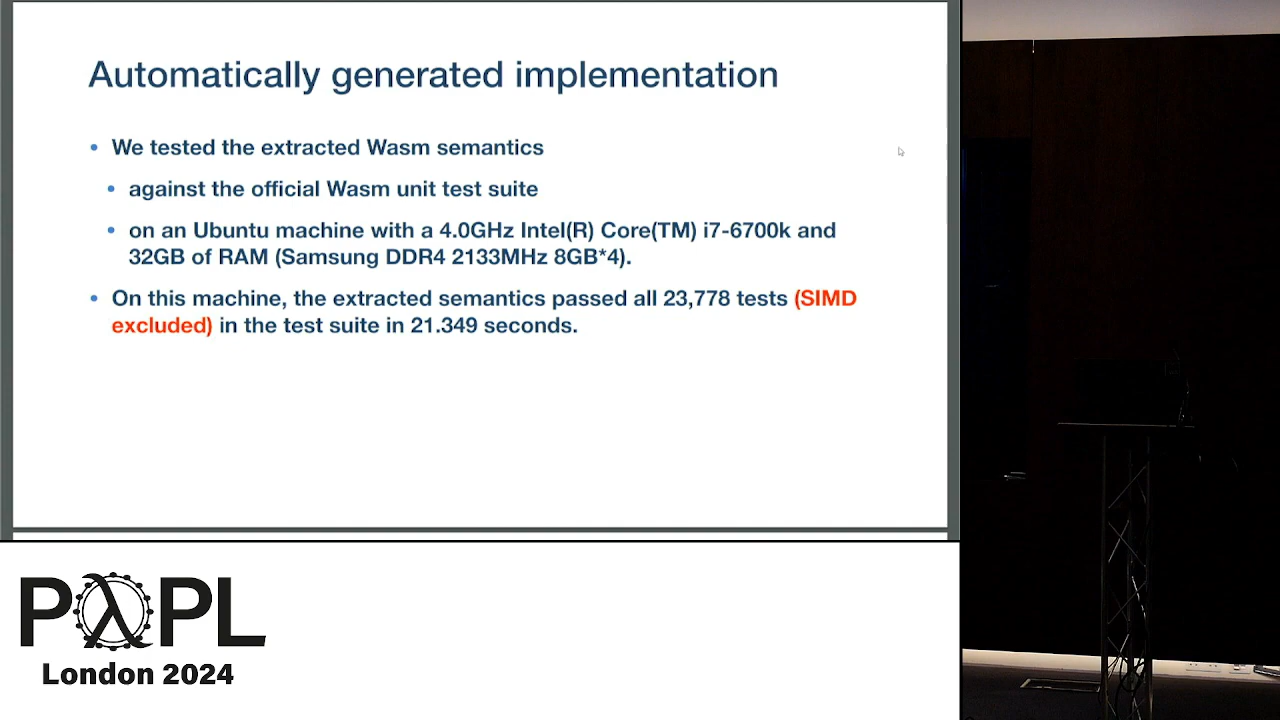 Automatically generated implementation
• We tested the extracted Wasm semantics
• against the official Wasm unit test suite
• on an Ubuntu machine with a 4.0GHz Intel(R) Core(TM) i7-6700k and
32GB of RAM (Samsung DDR4 2133MHz 8GB*4).
• On this machine, the extracted semantics passed all 23,778 tests (SIMD
excluded) in the test suite in 21.349 seconds.
PλPL
London 2024